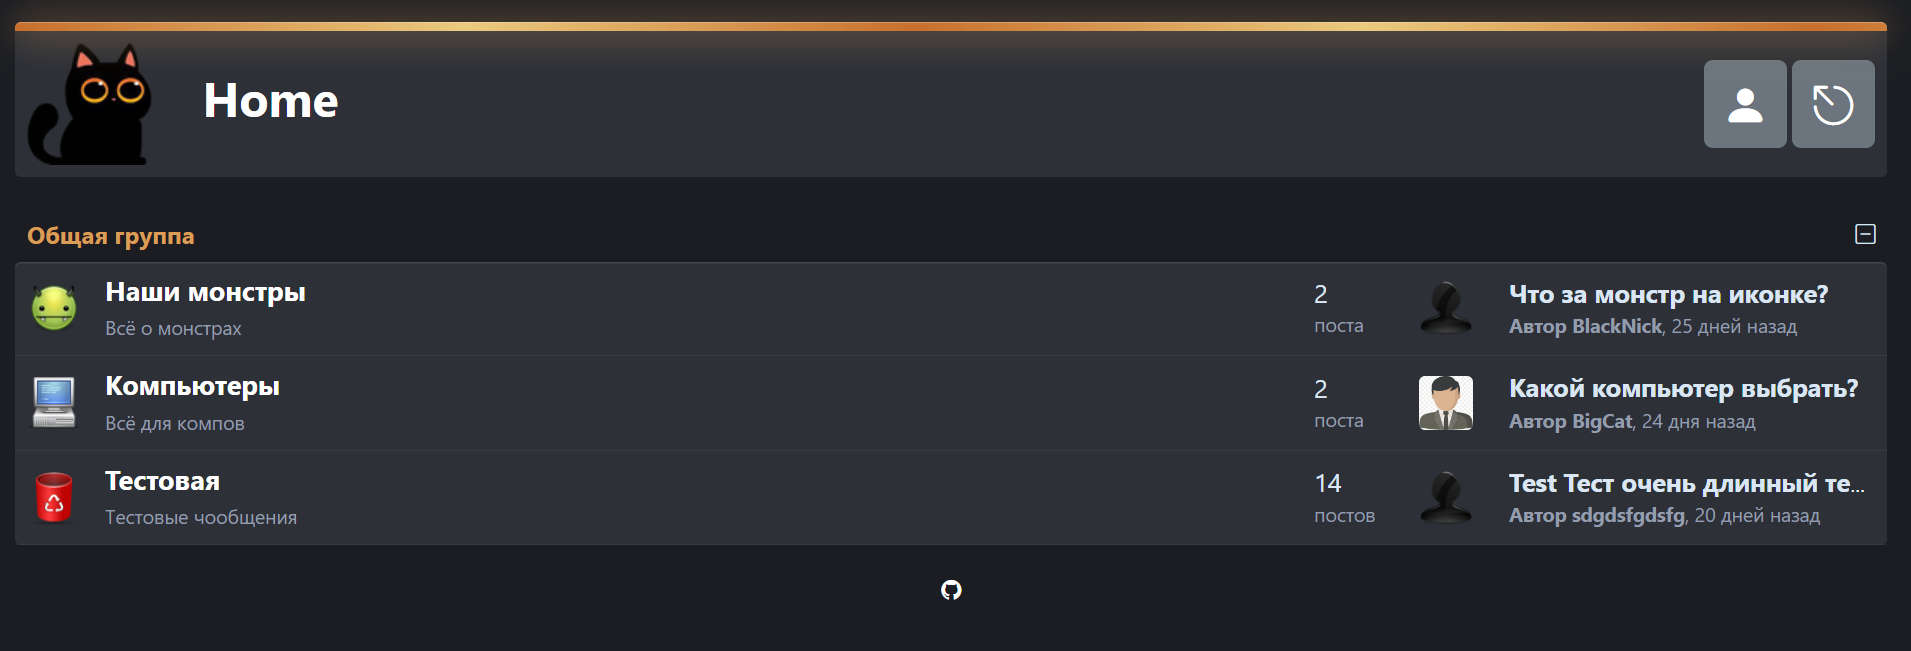 Home
Общая группа
Наши монстры
Всё о монстрах
2
поста
Что за монстр на иконке?
Автор BlackNick, 25 дней назад
Компьютеры
Всё для компов
2
поста
Какой компьютер выбрать?
Автор BigCat, 24 дня назад
Тестовая
Тестовые чообщения
14
постов
Test Тест очень длинный те...
Автор sdgdsfgdsfg, 20 дней назад